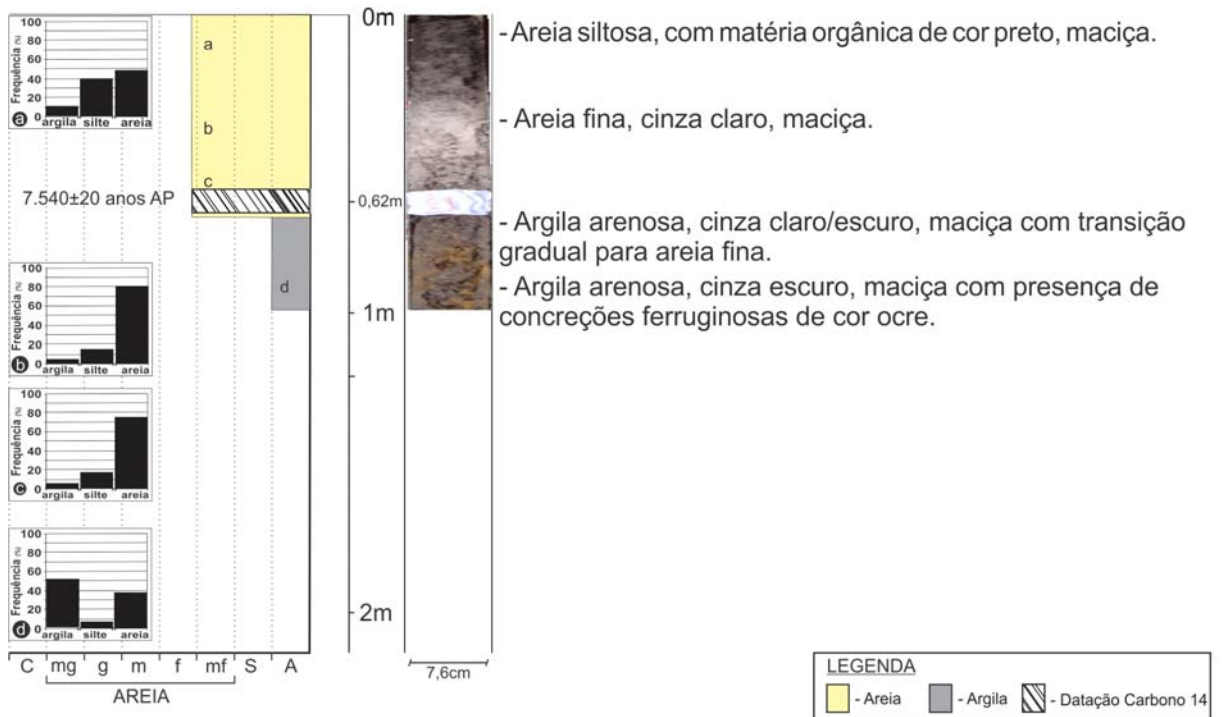 100
80
60
40
20
0
Frequência (%)
argila silte areia
a
a
b
c
7.540±20 anos AP
d
0m
0,62m
1m
2m
- Areia siltosa, com matéria orgânica de cor preto, maciça.
- Areia fina, cinza claro, maciça.
- Argila arenosa, cinza claro/escuro, maciça com transição
gradual para areia fina.
- Argila arenosa, cinza escuro, maciça com presença de
concreções ferruginosas de cor ocre.
100
80
60
40
20
0
Frequência (%)
argila silte areia
b
100
80
60
40
20
0
Frequência (%)
argila silte areia
c
100
80
60
40
20
0
Frequência (%)
argila silte areia
d
C mg g m f mf S A
AREIA
7,6cm
LEGENDA
- Areia - Argila - Datação Carbono 14